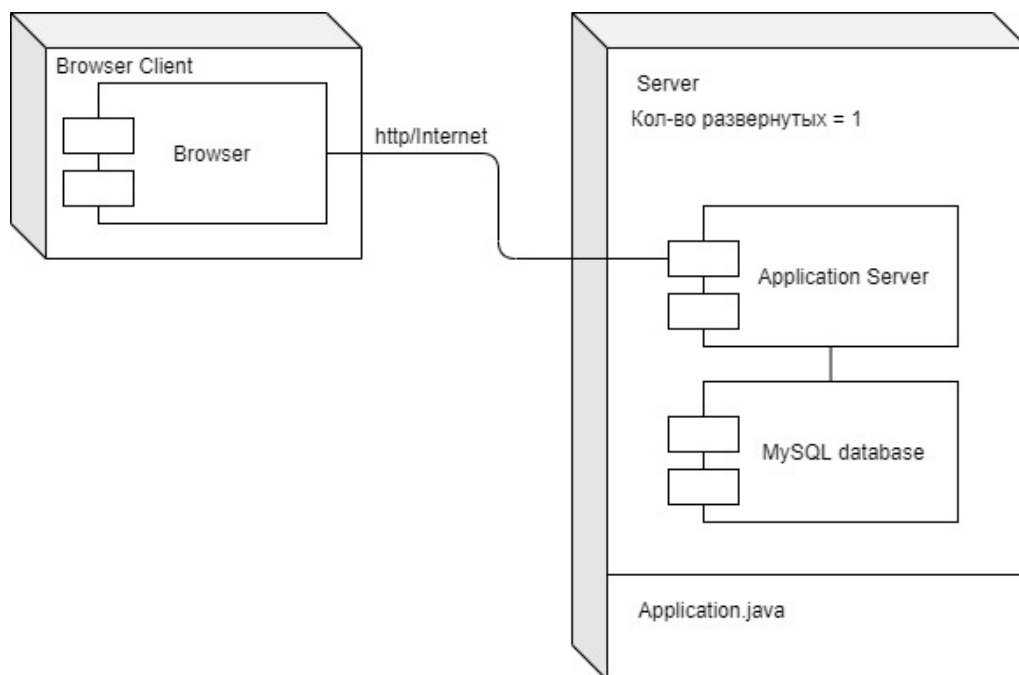 Browser Client
Browser
http/Internet
Server
Кол-во развернутых = 1
Application Server
MySQL database
Application.java